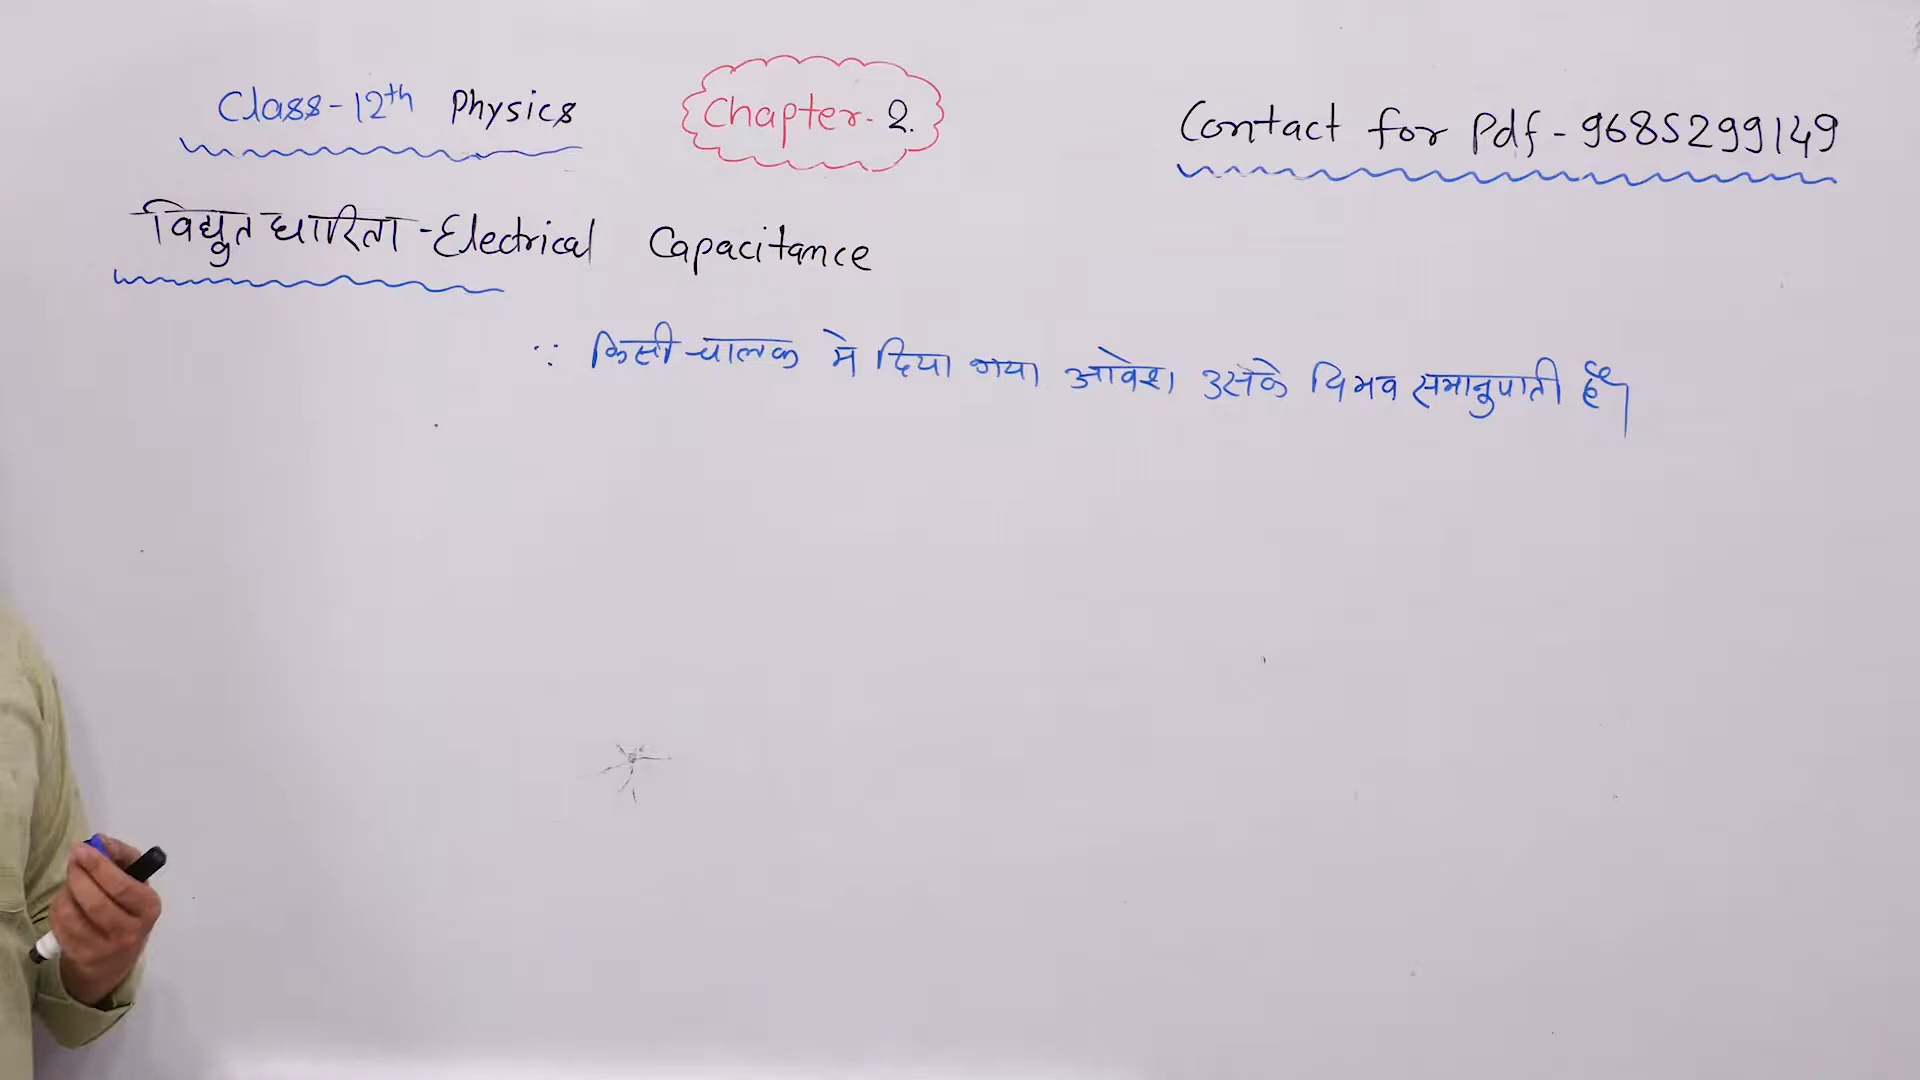 Class-12th Physics
Chapter-2.
Contact for Pdf-9685299149
विद्युत धारिता-Electrical Capacitance
∵ किसी चालक मे दिया गया आवेश उसके विभव समानुपाती है।